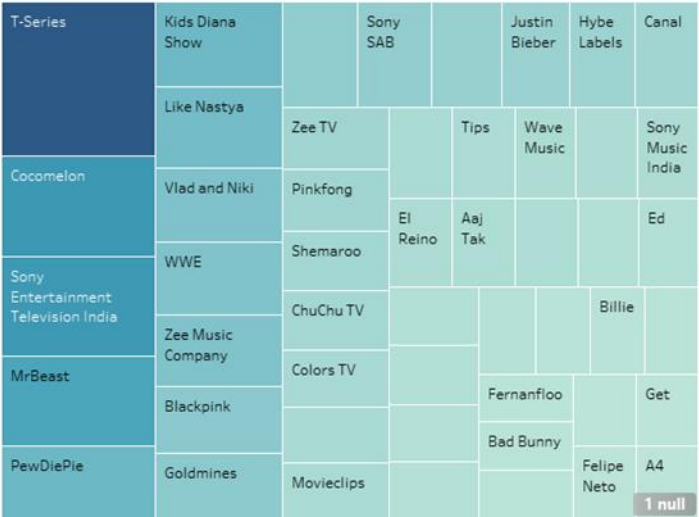 T-Series
Cocomelon
Sony
Entertainment
Television India
MrBeast
PewDiePie
Kids Diana
Show
Like Nastya
Vlad and Niki
WWE
Zee Music
Company
Blackpink
Goldmines
Sony
SAB
Justin
Bieber
Hybe
Labels
Canal
Zee TV
Pinkfong
Shemaroo
ChuChu TV
Colors TV
Movieclips
Tips
Wave
Music
Sony
Music
India
El
Reino
Aaj
Tak
Ed
Billie
Fernanfloo
Get
Bad Bunny
Felipe
Neto
A4
1 null